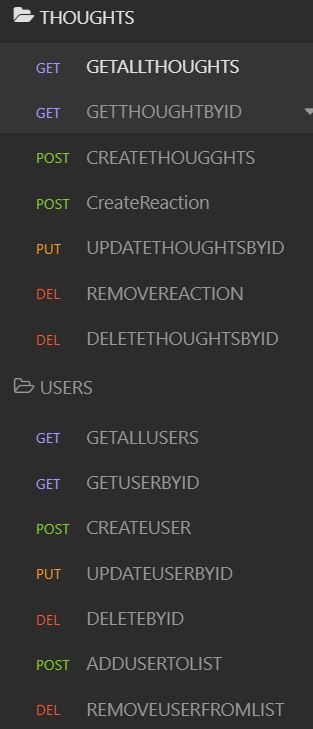 THOUGHTS
GET GETALLTHOUGHTS
GET GETTHOUGHTBYID
POST CREATETHOUGGHTS
POST CreateReaction
PUT UPDATETHOUGHTSBYID
DEL REMOVEREACTION
DEL DELETETHOUGHTSBYID
USERS
GET GETALLUSERS
GET GETUSERBYID
POST CREATEUSER
PUT UPDATEUSERBYID
DEL DELETEBYID
POST ADDUSERTOLIST
DEL REMOVEUSERFROMLIST